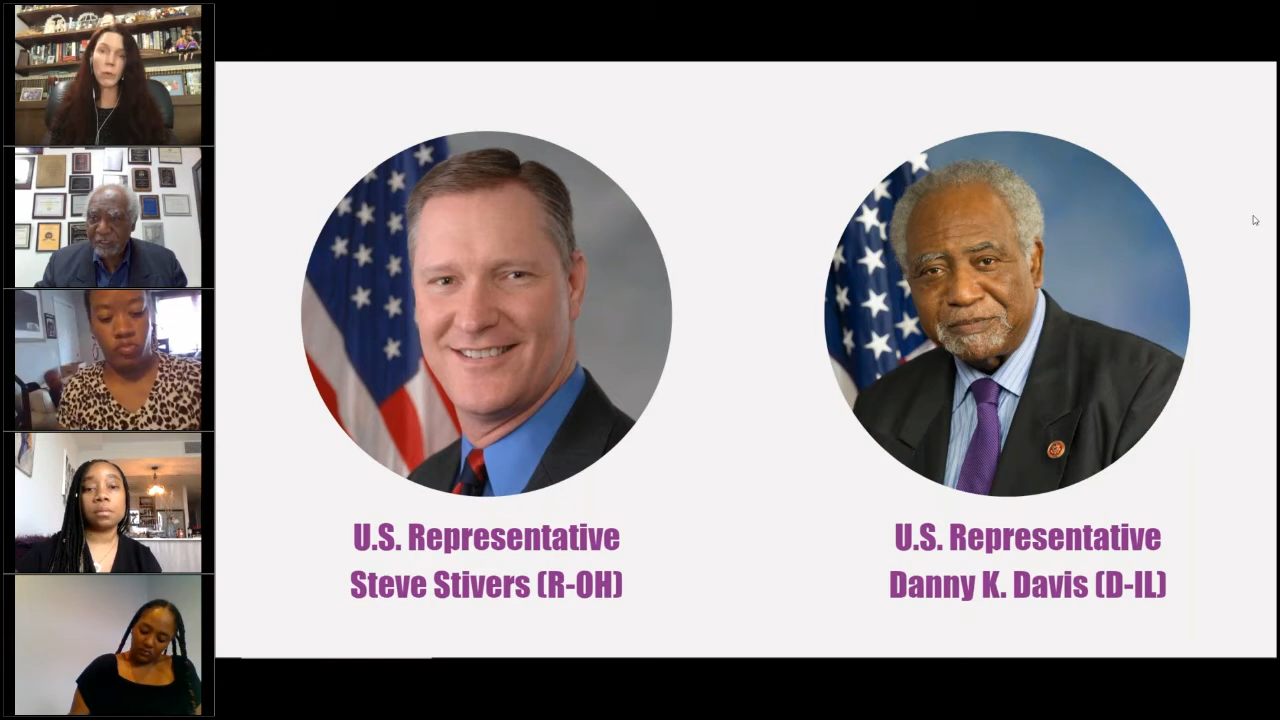 U.S. Representative
Steve Stivers (R-OH)
U.S. Representative
Danny K. Davis (D-IL)